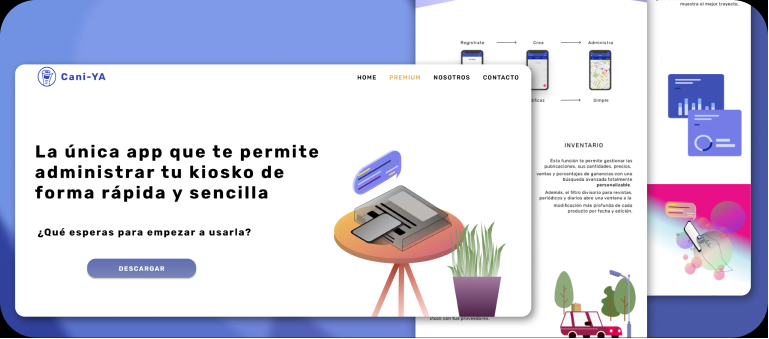 Cani-YA
HOME PREMIUM NOSOTROS CONTACTO
La única app que te permite
administrar tu kiosko de
forma rápida y sencilla
¿Qué esperas para empezar a usarla?
DESCARGAR
Registrate Crea Administra
Simple
INVENTARIO
Esta función te permite gestionar las
publicaciones, sus cantidades, precios,
ventas y porcentajes de ganancias con una
búsqueda avanzada totalmente
personalizable.
Además, el filtro divisorio para revistas,
periódicos y diarios abre una ventana a la
modificación más profunda de cada
producto por fecha y edición.
con sus proveedores.
muestra el mejor trayecto.